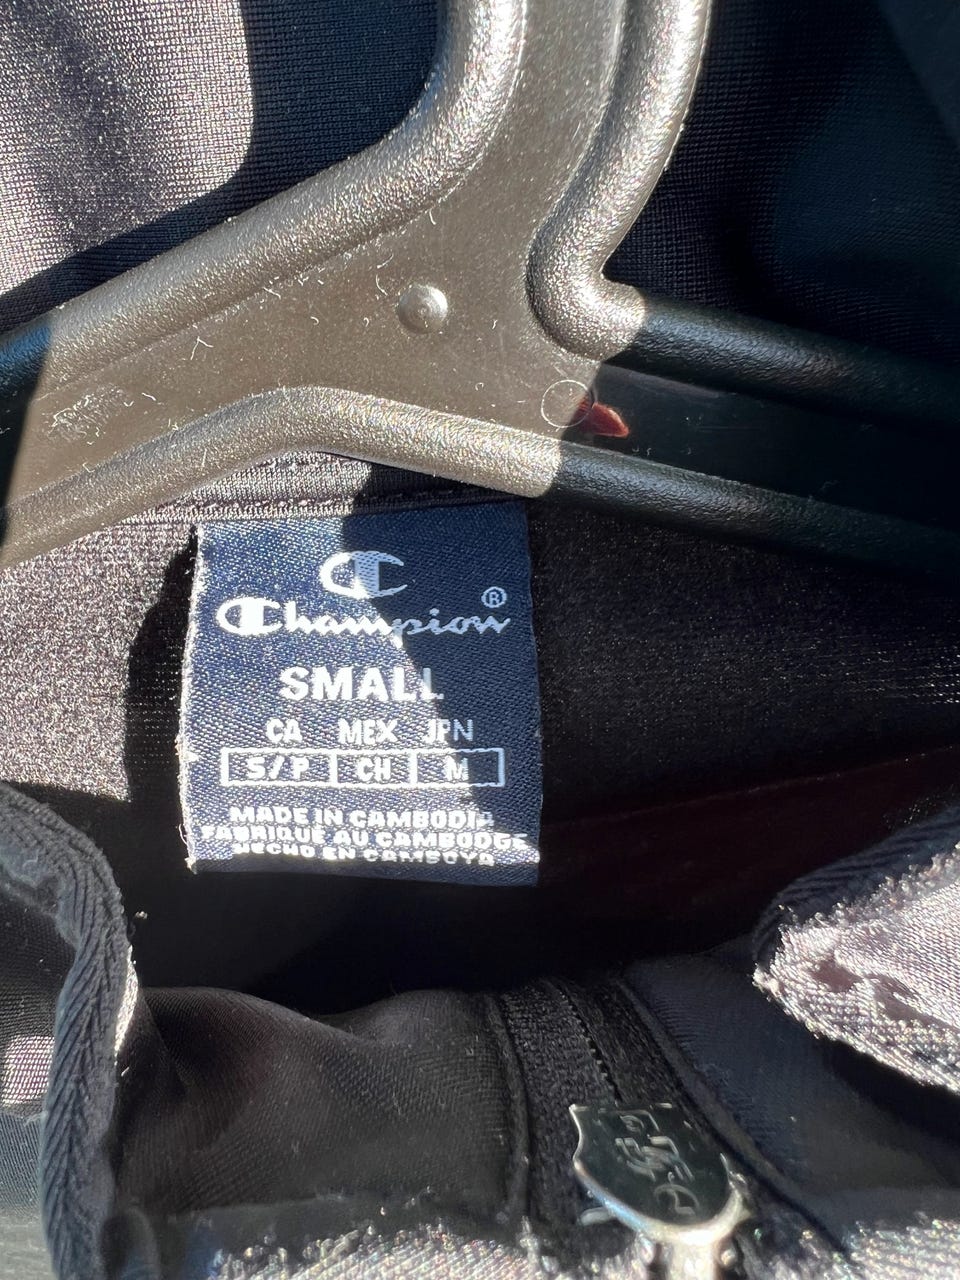 Champion®
SMALL
CA MEX JPN
S/P CH M
MADE IN CAMBODIA
FABRIQUÉ AU CAMBODGE
HECHO EN CAMBOYA